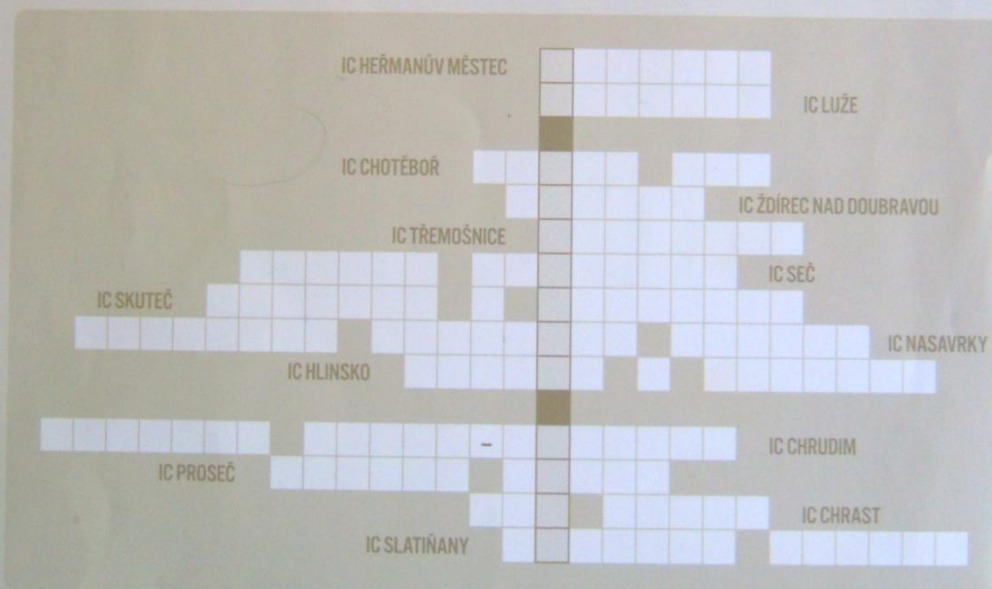 IC HEŘMANŮV MĚSTEC
IC LUŽE
IC CHOTĚBOŘ
IC ŽDÍREC NAD DOUBRAVOU
IC TŘEMOŠNICE
IC SEČ
IC SKUTEČ
IC NASAVRKY
IC HLINSKO
-
IC CHRUDIM
IC PROSEČ
IC CHRAST
IC SLATIŇANY